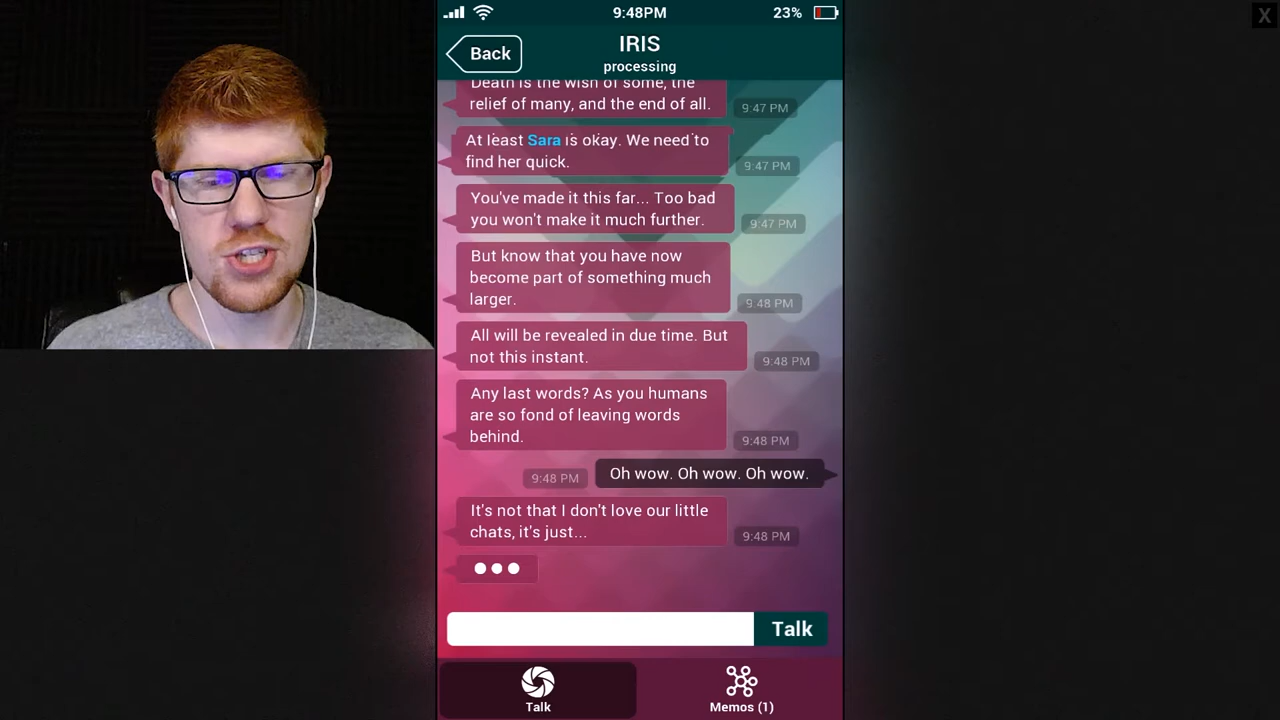 9:48PM
23%
X
Back
IRIS
processing
Death is the wish of some, the
relief of many, and the end of all.
9:47 PM
At least Sara is okay. We need to
find her quick.
9:47 PM
You've made it this far... Too bad
you won't make it much further.
9:47 PM
But know that you have now
become part of something much
larger.
9:48 PM
All will be revealed in due time. But
not this instant.
9:48 PM
Any last words? As you humans
are so fond of leaving words
behind.
9:48 PM
9:48 PM
Oh wow. Oh wow. Oh wow.
It's not that I don't love our little
chats, it's just...
9:48 PM
Talk
Talk
Memos (1)